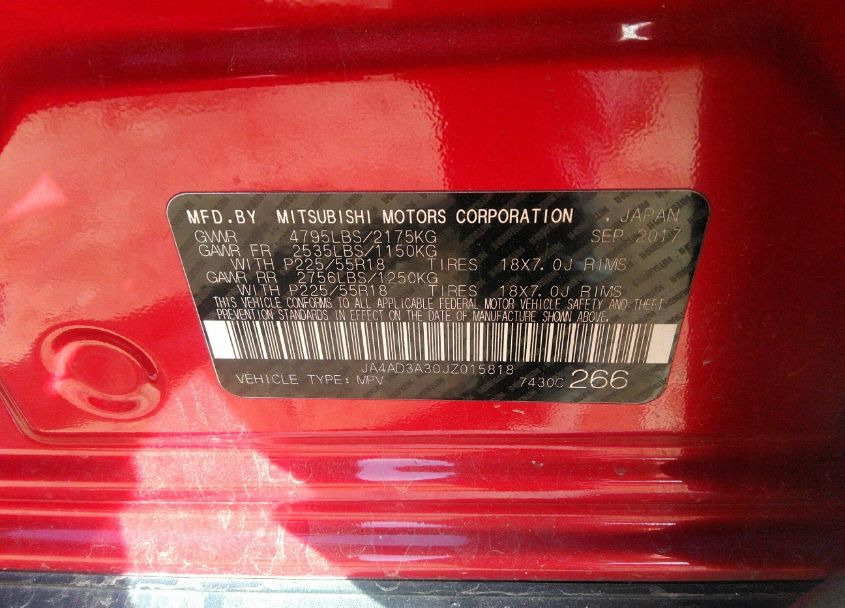 MFD.BY MITSUBISHI MOTORS CORPORATION . JAPAN
GVWR 4795LBS/2175KG SEP 2017
GAWR FR 2535LBS/1150KG
WITH P225/55R18 TIRES 18X7.0J RIMS
GAWR RR 2756LBS/1250KG
WITH P225/55R18 TIRES 18X7.0J RIMS
THIS VEHICLE CONFORMS TO ALL APPLICABLE FEDERAL MOTOR VEHICLE SAFETY AND THEFT
PREVENTION STANDARDS IN EFFECT ON THE DATE OF MANUFACTURE SHOWN ABOVE.
JA4AD3A30JZ015818
VEHICLE TYPE: MPV 7430C 266